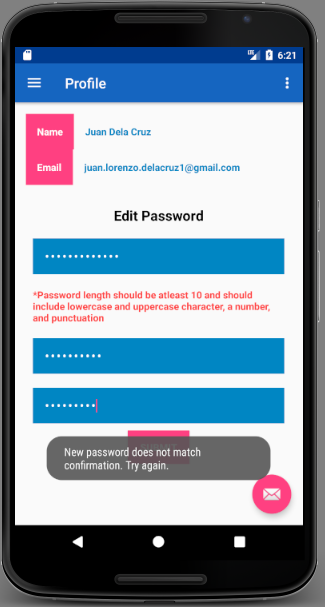 6:21
Profile
Name Juan Dela Cruz
Email juan.lorenzo.delacruz1@gmail.com
Edit Password
•••••••••••••
*Password length should be atleast 10 and should
include lowercase and uppercase character, a number,
and punctuation
••••••••••
•••••••••
New password does not match
confirmation. Try again.